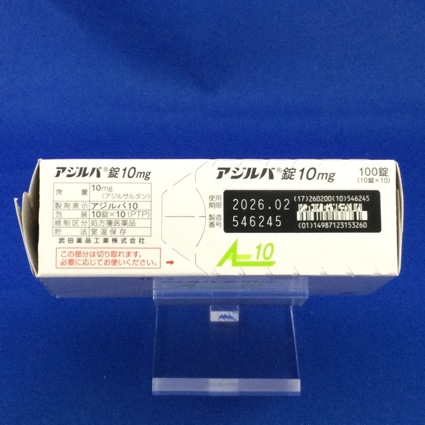 アジルバ®錠10mg
含量 10mg
(アジルサルタン)
製剤表示 アジルバ10
包装 10錠×10(PTP)
規制区分 処方箋医薬品
貯法 室温保存
武田薬品工業株式会社
この部分は切り取れます。
必要に応じてお使いください。
アジルバ®錠10mg
100錠
(10錠×10)
使用期限 2026.02
製造番号 546245
(17)260200(10)546245
(01)14987123153260
10